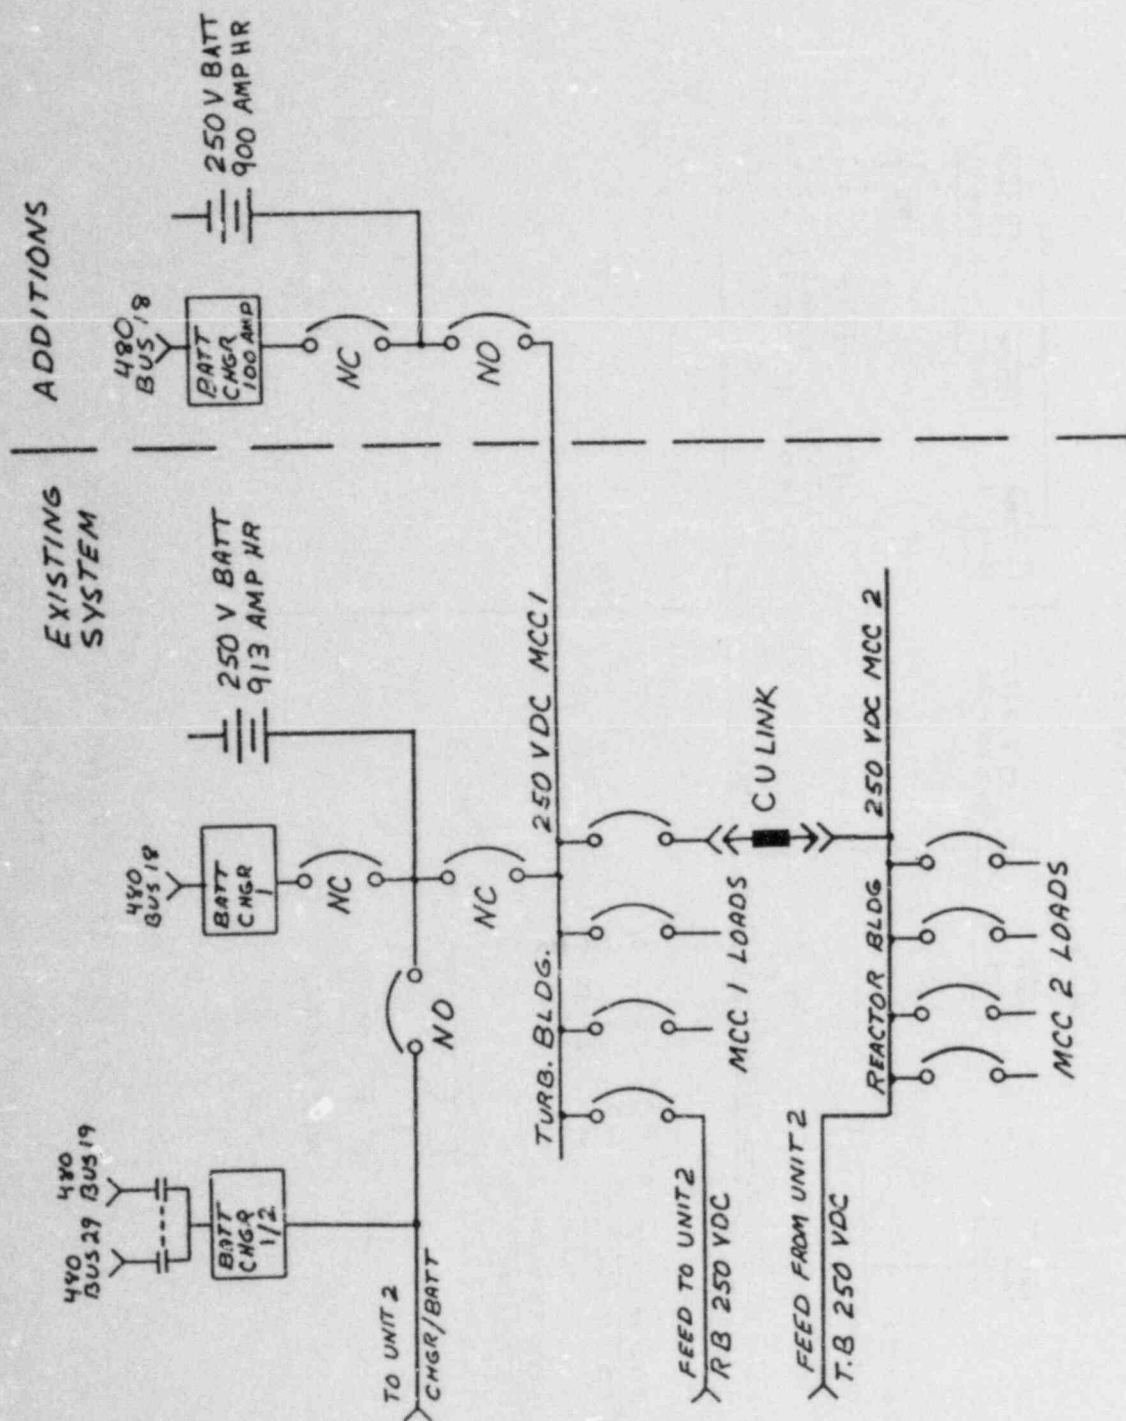 ADDITIONS
EXISTING
SYSTEM
480
BUS 18
BATT
CHGR
100 AMP
250 V BATT
900 AMP HR
NC
NO
480
BUS 29
480
BUS 19
BATT
CHGR
1/2
480
BUS 18
BATT
CHGR
1
250 V BATT
913 AMP HR
NC
NO
NC
TO UNIT 2
CHGR/BATT
TURB. BLDG.
250 VDC MCC 1
MCC 1 LOADS
CU LINK
FEED TO UNIT 2
RB 250 VDC
FEED FROM UNIT 2
T.B 250 VDC
REACTOR BLDG
250 VDC MCC 2
MCC 2 LOADS